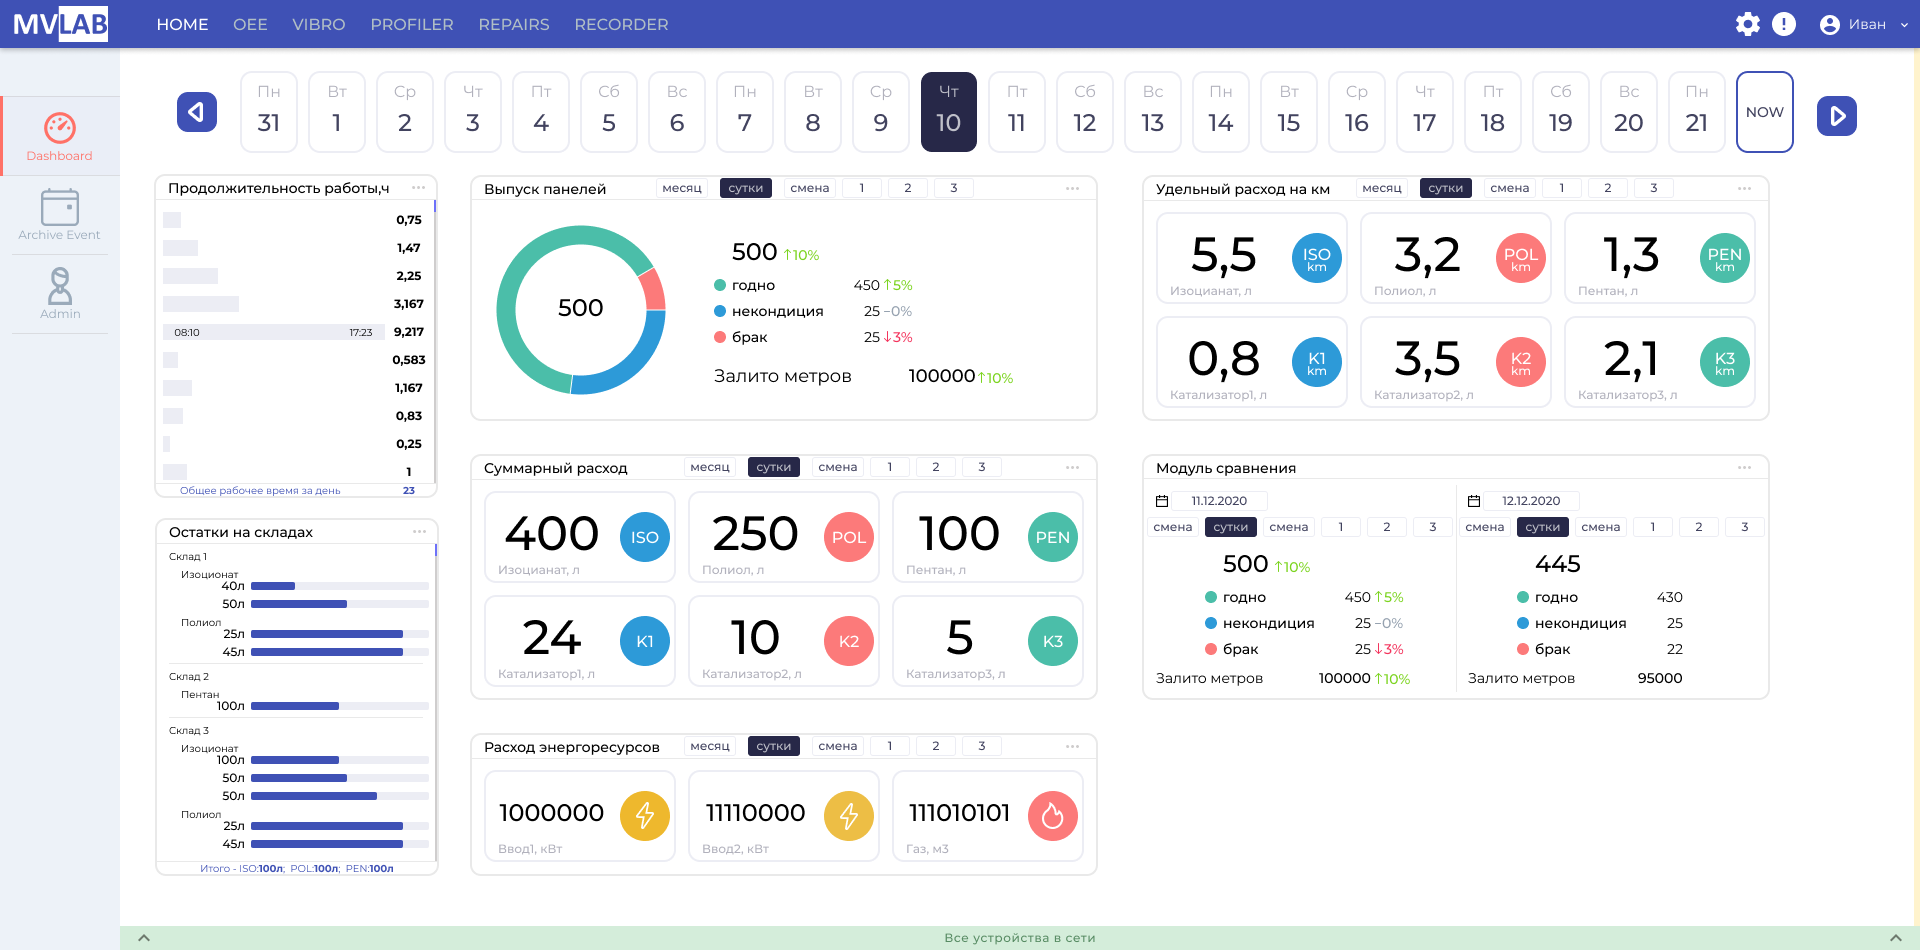 MVLAB HOME OEE VIBRO PROFILER REPAIRS RECORDER Иван
Пн Вт Ср Чт Пт Сб Вс Пн Вт Ср Чт Пт Сб Вс Пн Вт Ср Чт Пт Сб Вс Пн
31 1 2 3 4 5 6 7 8 9 10 11 12 13 14 15 16 17 18 19 20 21 NOW
Dashboard
Archive Event
Admin
Продолжительность работы,ч
0,75
1,47
2,25
3,167
08:10 17:23 9,217
0,583
1,167
0,83
0,25
1
Общее рабочее время за день 23
Остатки на складах
Склад 1
Изоционат
40л
50л
Полиол
25л
45л
Склад 2
Пентан
100л
Склад 3
Изоционат
100л
50л
50л
Полиол
25л
45л
Итого - ISO:100л; POL:100л; PEN:100л
Выпуск панелей месяц сутки смена 1 2 3
500
500 ↑10%
годно 450 ↑5%
некондиция 25 –0%
брак 25 ↓3%
Залито метров 100000 ↑10%
Удельный расход на км месяц сутки смена 1 2 3
5,5 ISO km 3,2 POL km 1,3 PEN km
Изоцианат, л Полиол, л Пентан, л
0,8 K1 km 3,5 K2 km 2,1 K3 km
Катализатор1, л Катализатор2, л Катализатор3, л
Суммарный расход месяц сутки смена 1 2 3
400 ISO 250 POL 100 PEN
Изоцианат, л Полиол, л Пентан, л
24 K1 10 K2 5 K3
Катализатор1, л Катализатор2, л Катализатор3, л
Модуль сравнения
11.12.2020 12.12.2020
смена сутки смена 1 2 3 смена сутки смена 1 2 3
500 ↑10% 445
годно 450 ↑5% годно 430
некондиция 25 –0% некондиция 25
брак 25 ↓3% брак 22
Залито метров 100000 ↑10% Залито метров 95000
Расход энергоресурсов месяц сутки смена 1 2 3
1000000 11110000 111010101
Ввод1, кВт Ввод2, кВт Газ, м3
Все устройства в сети